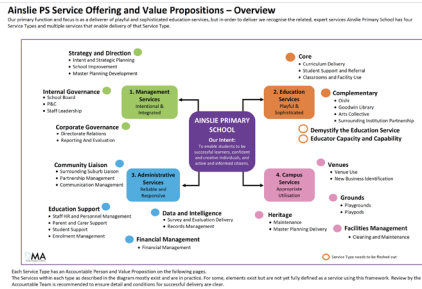 Ainslie PS Service Offering and Value Propositions – Overview
Our primary function and focus is as a deliverer of playful and sophisticated education services, but in order to deliver we recognise the related, expert services Ainslie Primary School has four
Service Types and multiple services that enable delivery of that Service Type.
Strategy and Direction
• Intent and Strategic Planning
• School Improvement
• Master Planning Development
Internal Governance
• School Board
• P&C
• Staff Leadership
Corporate Governance
• Directorate Relations
• Reporting And Evaluation
1. Management
Services
Intentional &
Integrated
Core
• Curriculum Delivery
• Student Support and Referral
• Classrooms and Facility Use
2. Education
Services
Playful &
Sophisticated
Complementary
• Oshi
• Goodwin Library
• Arts Collective
• Surrounding Institution Partnership
Demystify the Education Service
Educator Capacity and Capability
AINSLIE PRIMARY
SCHOOL
Our Intent:
To enable students to be
successful learners, confident
and creative individuals, and
active and informed citizens.
Community Liaison
• Surrounding Suburb Liaison
• Partnership Management
• Communication Management
3. Administrative
Services
Reliable and
Responsive
Education Support
• Staff HR and Personnel Management
• Parent and Carer Support
• Student Support
• Enrolment Management
Data and Intelligence
• Survey and Evaluation Delivery
• Records Management
Financial Management
• Financial Management
4. Campus
Services
Appropriate
Utilisation
Venues
• Venue Use
• New Business Identification
Grounds
• Playgrounds
• Playpods
Heritage
• Maintenance
• Master Planning Delivery
Facilities Management
• Cleaning and Maintenance
MA
Service Type needs to be fleshed out
Each Service Type has an Accountable Person and Value Proposition on the following pages.
The Services within each type as described in the diagram mostly exist and are in practice. For some, elements exist but are not yet fully defined as a service using this framework. Review by the
Accountable Team is recommended to ensure detail and conditions for successful delivery are clear.